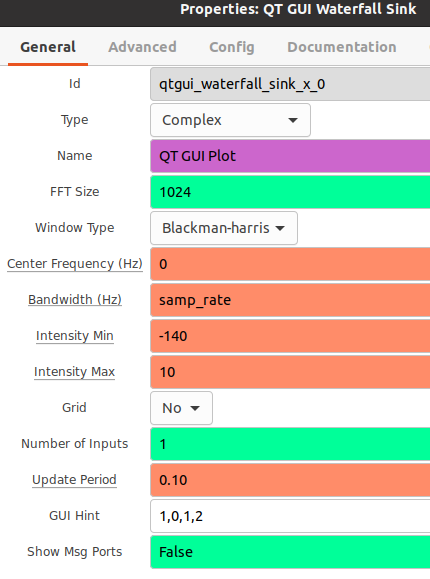 Properties: QT GUI Waterfall Sink
General Advanced Config Documentation
Id qtgui_waterfall_sink_x_0
Type Complex
Name QT GUI Plot
FFT Size 1024
Window Type Blackman-harris
Center Frequency (Hz) 0
Bandwidth (Hz) samp_rate
Intensity Min -140
Intensity Max 10
Grid No
Number of Inputs 1
Update Period 0.10
GUI Hint 1,0,1,2
Show Msg Ports False